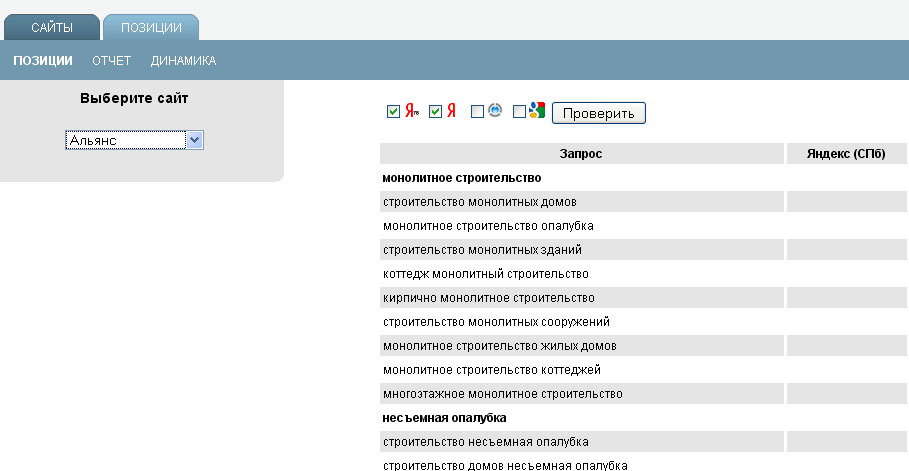 САЙТЫ ПОЗИЦИИ
ПОЗИЦИИ ОТЧЕТ ДИНАМИКА
Выберите сайт
Альянс
Я Я Проверить
Запрос Яндекс (СПб)
монолитное строительство
строительство монолитных домов
монолитное строительство опалубка
строительство монолитных зданий
коттедж монолитный строительство
кирпично монолитное строительство
строительство монолитных сооружений
монолитное строительство жилых домов
монолитное строительство коттеджей
многоэтажное монолитное строительство
несъемная опалубка
строительство несъемная опалубка
строительство домов несъемная опалубка